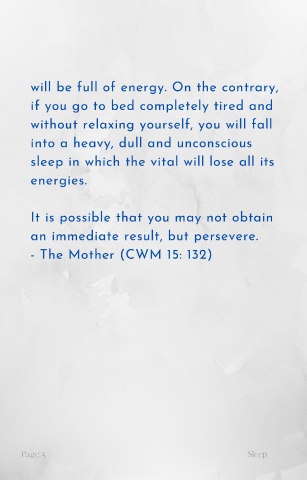 will be full of energy. On the contrary,
if you go to bed completely tired and
without relaxing yourself, you will fall
into a heavy, dull and unconscious
sleep in which the vital will lose all its
energies.
It is possible that you may not obtain
an immediate result, but persevere.
- The Mother (CWM 15: 132)
Page 5
Sleep